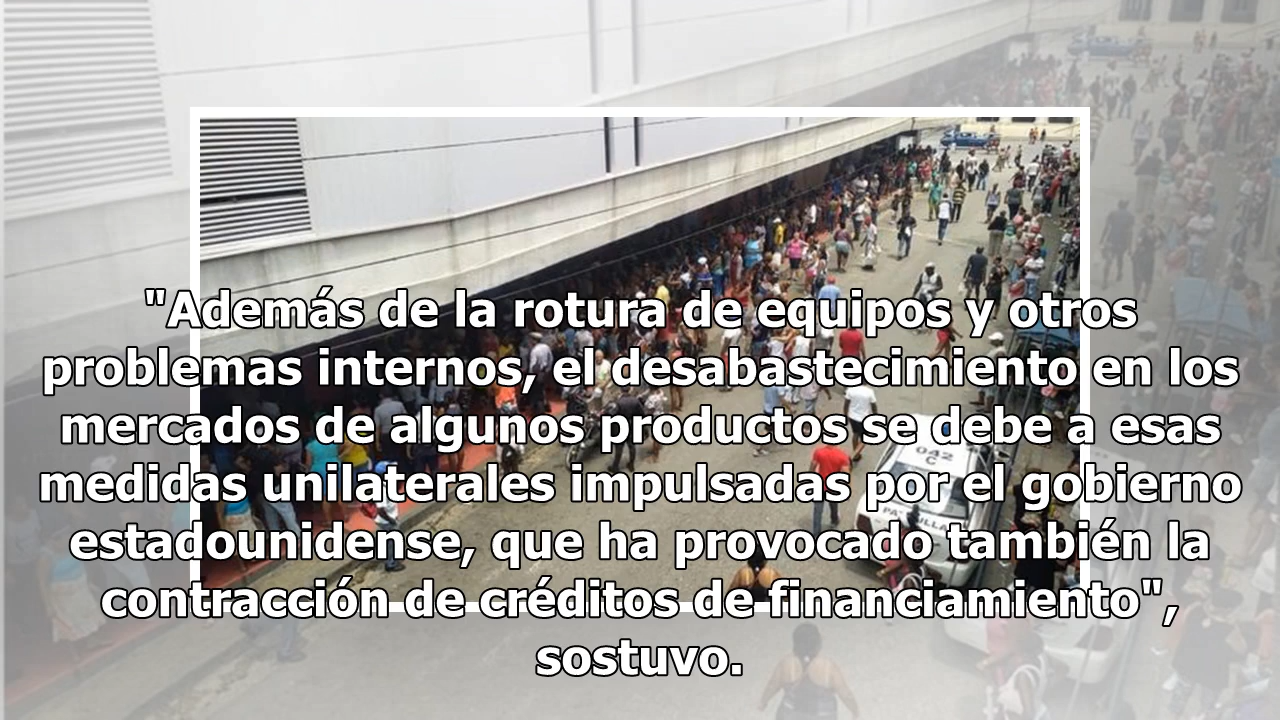 "Además de la rotura de equipos y otros
problemas internos, el desabastecimiento en los
mercados de algunos productos se debe a esas
medidas unilaterales impulsadas por el gobierno
estadounidense, que ha provocado también la
contracción de créditos de financiamiento",
sostuvo.
042
C